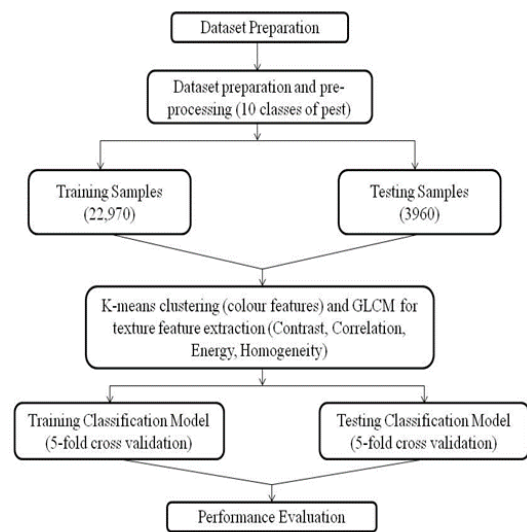 Dataset Preparation
Dataset preparation and pre-
processing (10 classes of pest)
Training Samples
(22,970)
Testing Samples
(3960)
K-means clustering (colour features) and GLCM for
texture feature extraction (Contrast, Correlation,
Energy, Homogeneity)
Training Classification Model
(5-fold cross validation)
Testing Classification Model
(5-fold cross validation)
Performance Evaluation